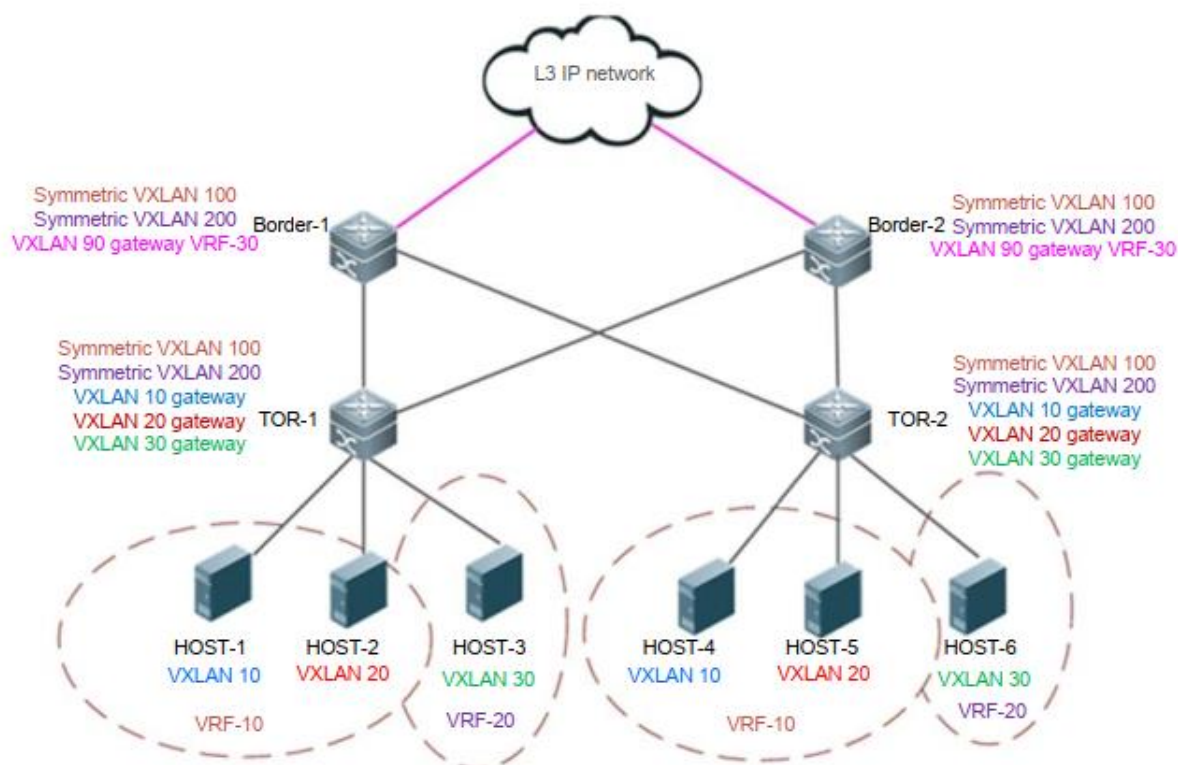 L3 IP network
Symmetric VXLAN 100
Symmetric VXLAN 200
VXLAN 90 gateway VRF-30
Border-1
Border-2
Symmetric VXLAN 100
Symmetric VXLAN 200
VXLAN 90 gateway VRF-30
Symmetric VXLAN 100
Symmetric VXLAN 200
VXLAN 10 gateway
VXLAN 20 gateway
VXLAN 30 gateway
TOR-1
TOR-2
Symmetric VXLAN 100
Symmetric VXLAN 200
VXLAN 10 gateway
VXLAN 20 gateway
VXLAN 30 gateway
HOST-1
VXLAN 10
HOST-2
VXLAN 20
HOST-3
VXLAN 30
VRF-10
VRF-20
HOST-4
VXLAN 10
HOST-5
VXLAN 20
HOST-6
VXLAN 30
VRF-10
VRF-20